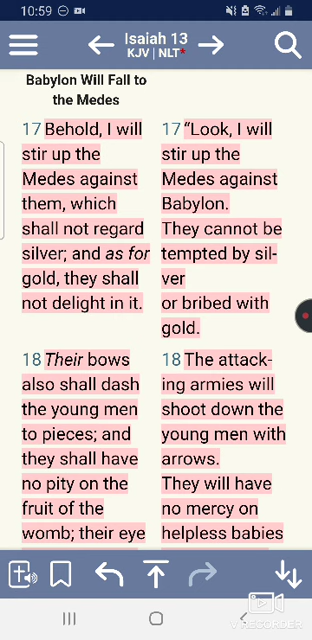 10:59
Isaiah 13
KJV | NLT*
Babylon Will Fall to
the Medes
17 Behold, I will
stir up the
Medes against
them, which
shall not regard
silver; and as for
gold, they shall
not delight in it.
18 Their bows
also shall dash
the young men
to pieces; and
they shall have
no pity on the
fruit of the
womb; their eye
17 “Look, I will
stir up the
Medes against
Babylon.
They cannot be
tempted by sil-
ver
or bribed with
gold.
18 The attack-
ing armies will
shoot down the
young men with
arrows.
They will have
no mercy on
helpless babies
V RECORDER